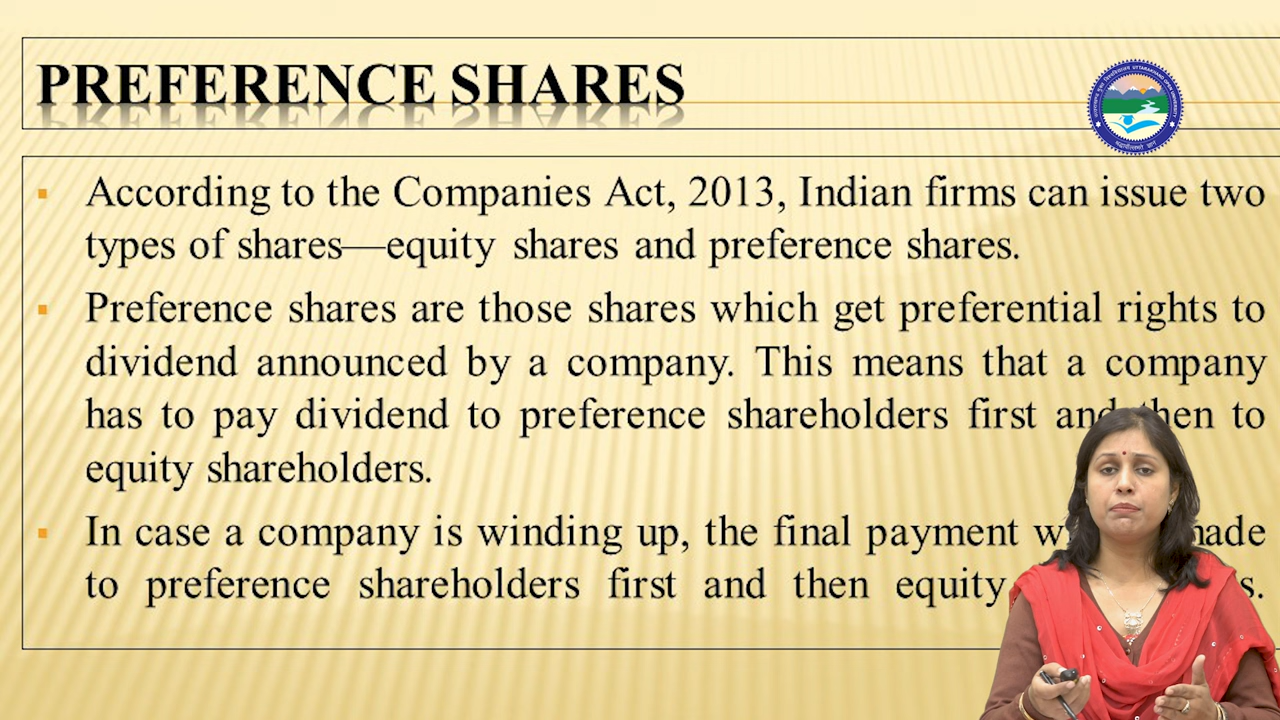 PREFERENCE SHARES
According to the Companies Act, 2013, Indian firms can issue two
types of shares—equity shares and preference shares.
Preference shares are those shares which get preferential rights to
dividend announced by a company. This means that a company
has to pay dividend to preference shareholders first and then to
equity shareholders.
In case a company is winding up, the final payment
to preference shareholders first and then equity